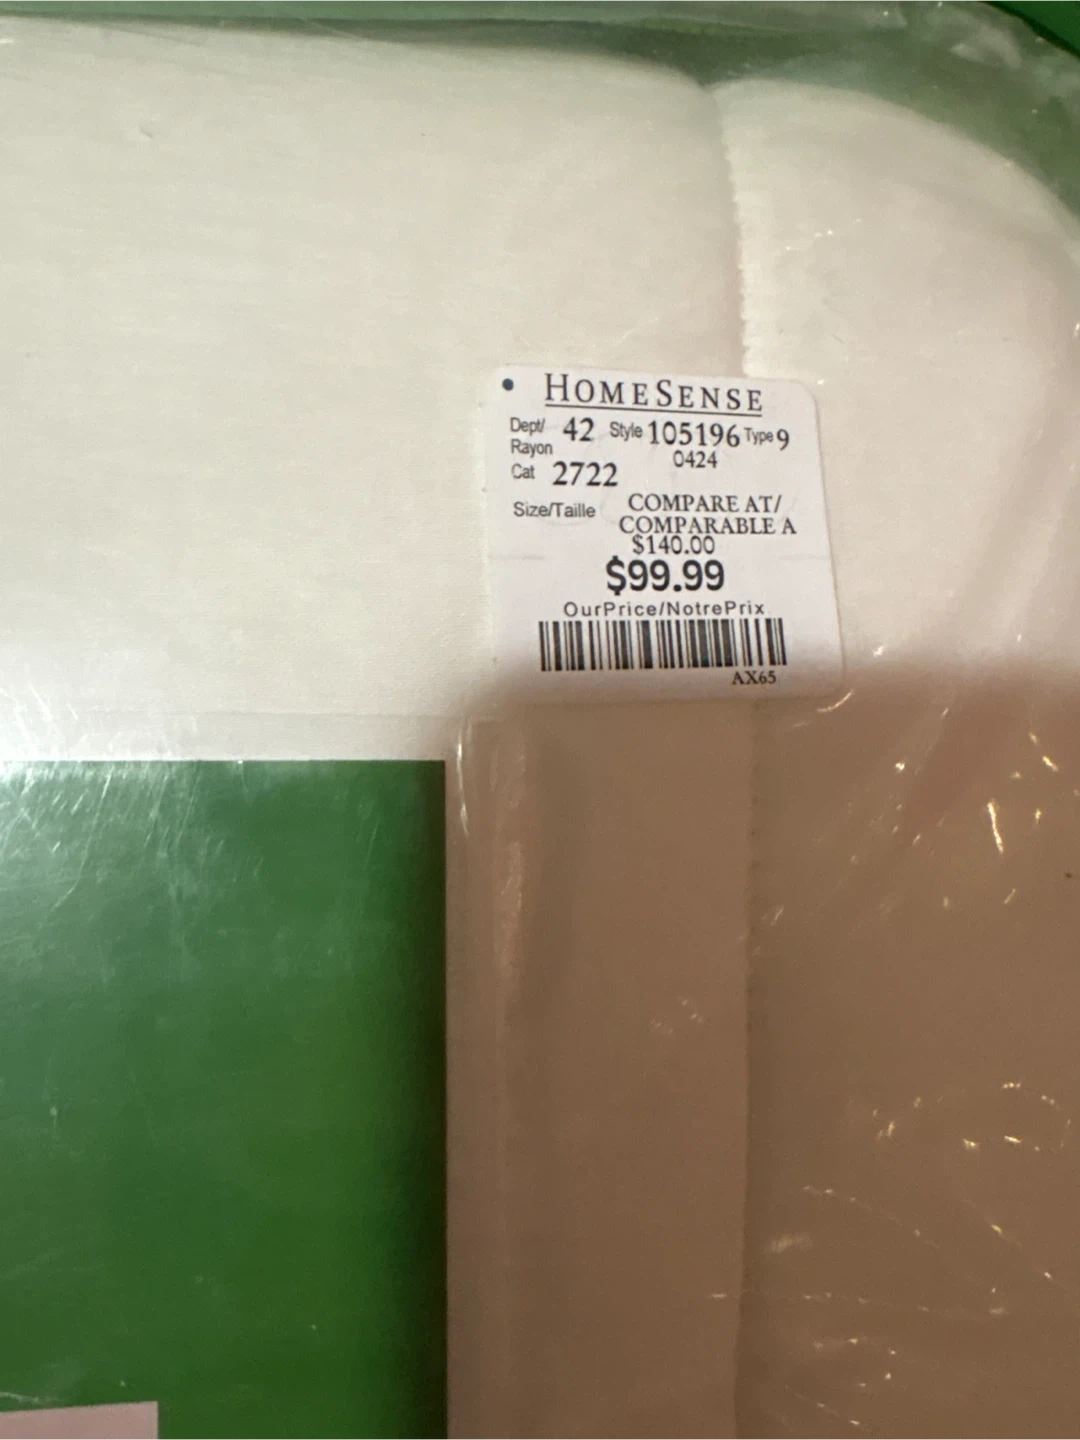 HOMESENSE
Dept/ Rayon 42 Style 105196 Type 9
0424
Cat 2722
Size/Taille COMPARE AT/
COMPARABLE A
$140.00
$99.99
OurPrice/NotrePrix
AX65